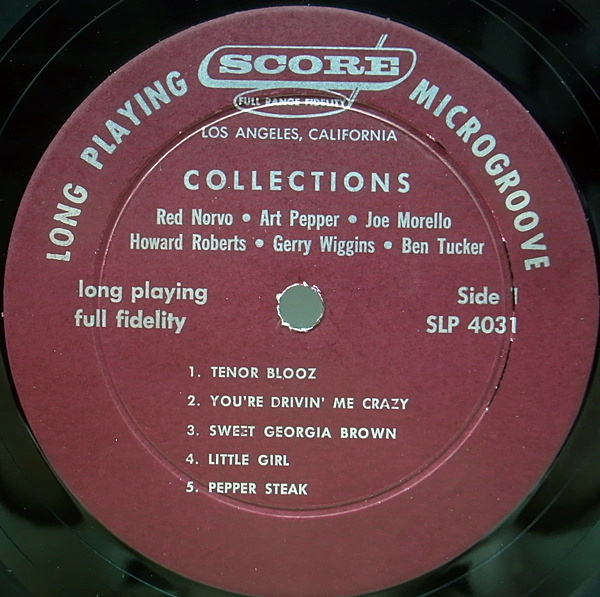 SCORE
FULL RANGE FIDELITY
LONG PLAYING MICROGROOVE
LOS ANGELES, CALIFORNIA
COLLECTIONS
Red Norvo • Art Pepper • Joe Morello
Howard Roberts • Gerry Wiggins • Ben Tucker
long playing Side 1
full fidelity SLP 4031
1. TENOR BLOOZ
2. YOU'RE DRIVIN' ME CRAZY
3. SWEET GEORGIA BROWN
4. LITTLE GIRL
5. PEPPER STEAK